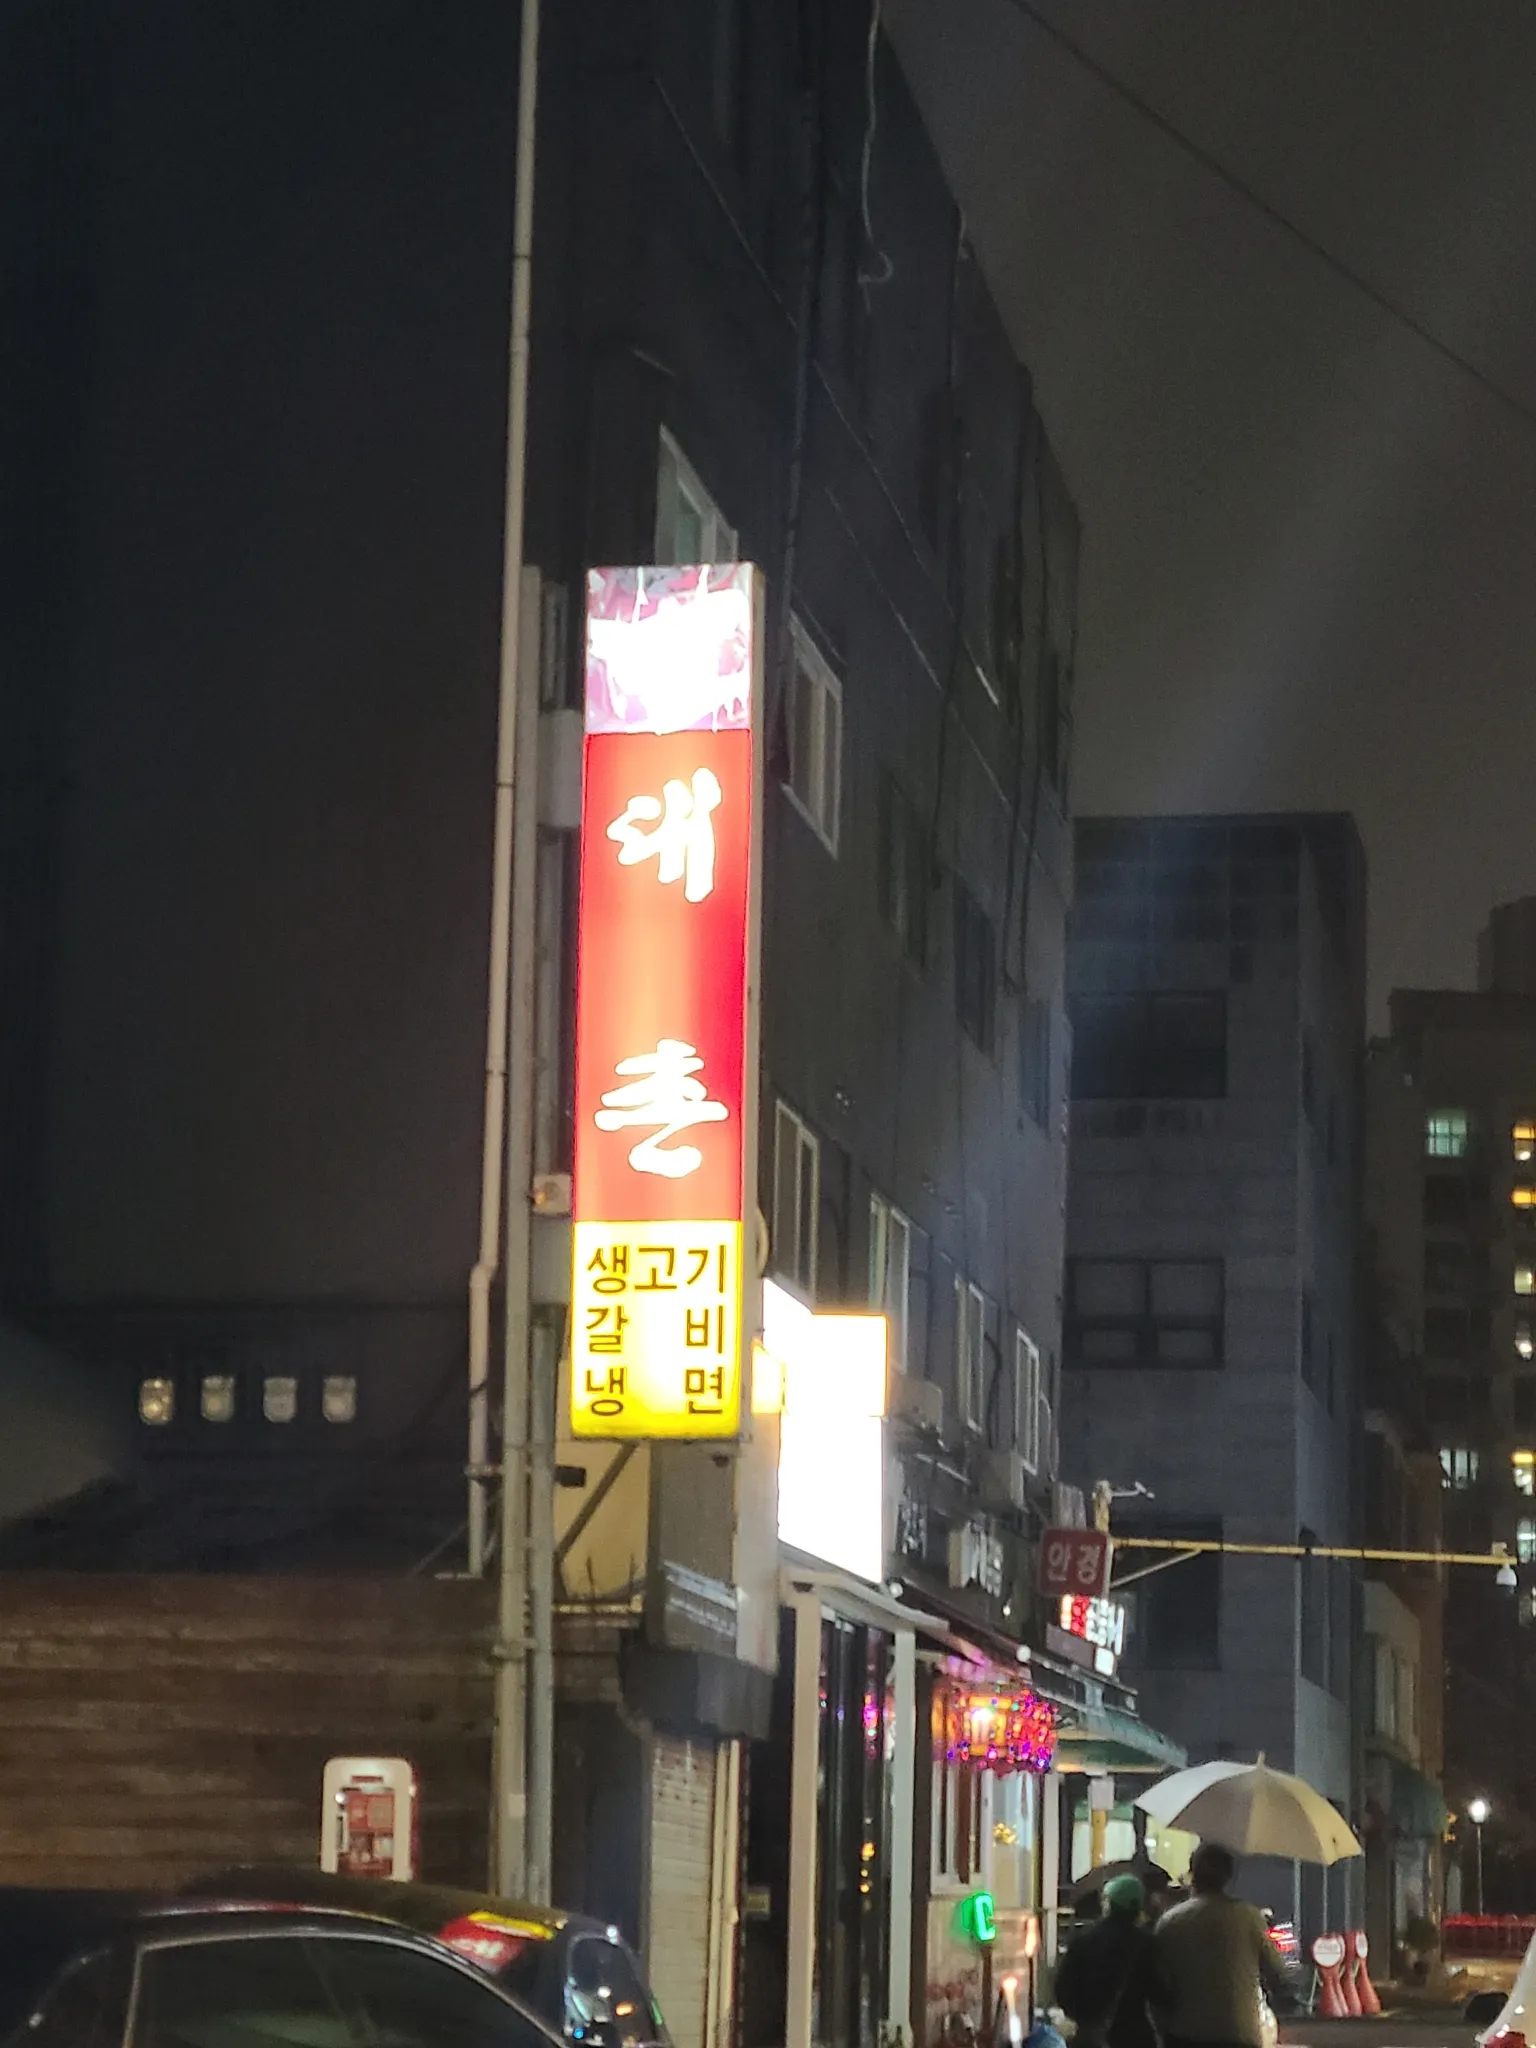 대촌
생고기
갈비
냉면
안경